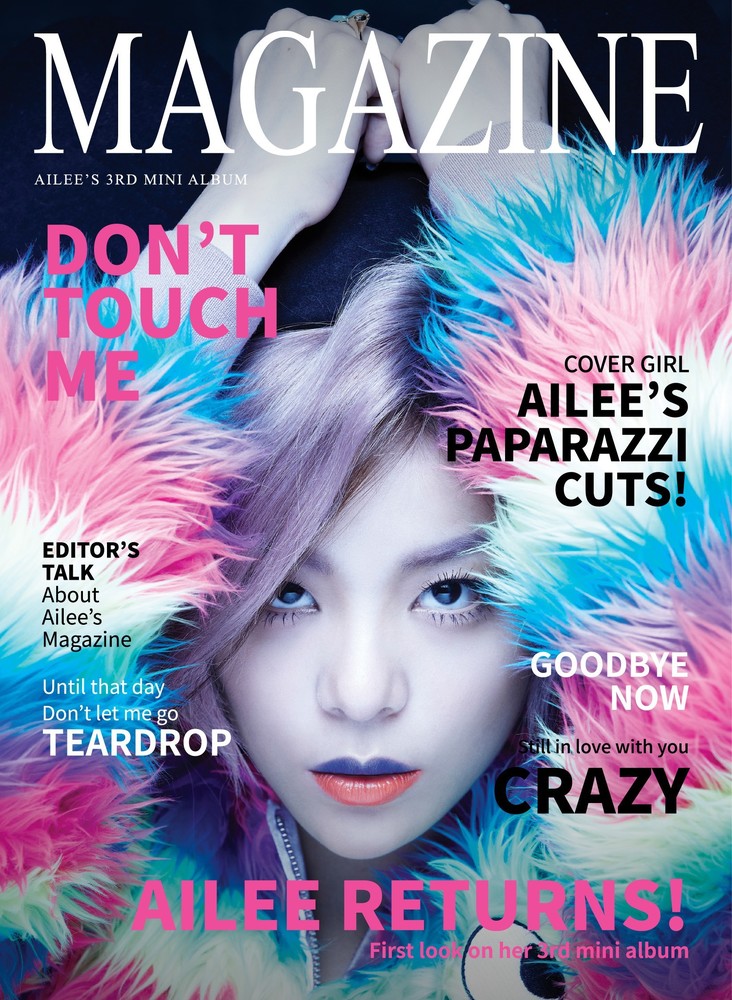 MAGAZINE
AILEE'S 3RD MINI ALBUM
DON'T
TOUCH
ME
COVER GIRL
AILEE'S
PAPARAZZI
CUTS!
EDITOR'S
TALK
About
Ailee's
Magazine
Until that day
Don't let me go
TEARDROP
GOODBYE
NOW
Still in love with you
CRAZY
AILEE RETURNS!
First look on her 3rd mini album